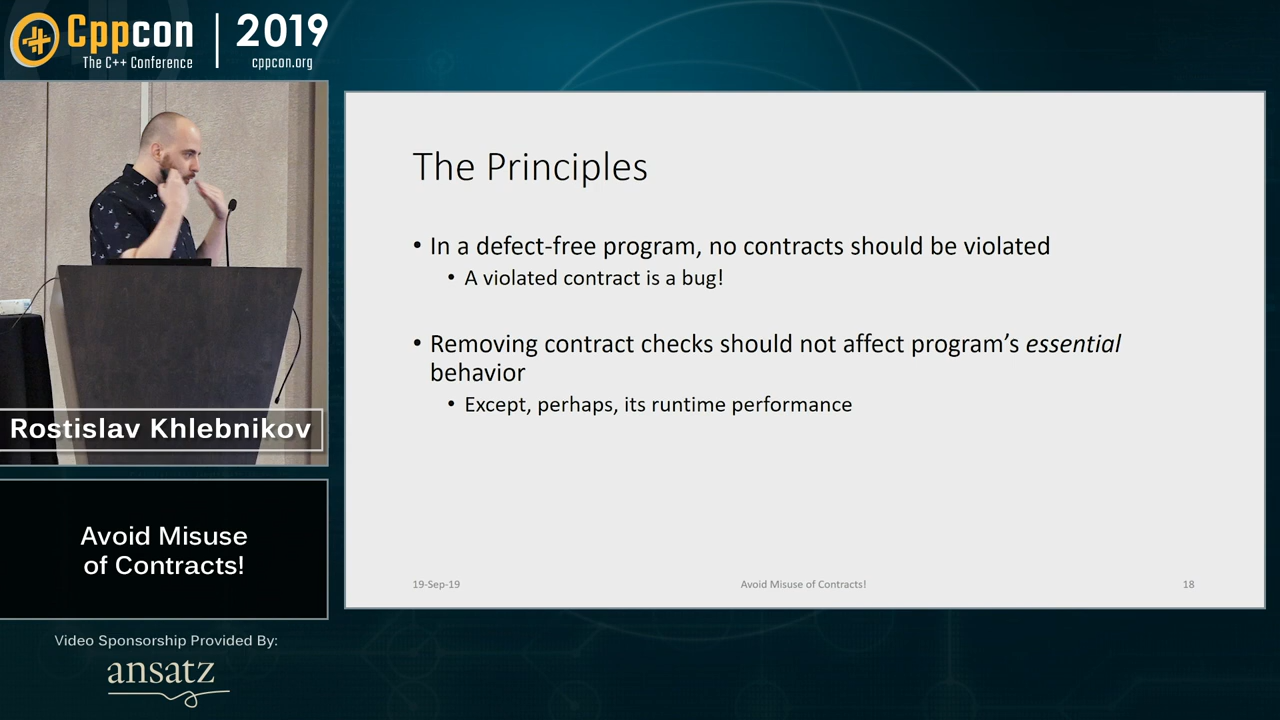 Cppcon
The C++ Conference
2019
cppcon.org
Rostislav Khlebnikov
Avoid Misuse
of Contracts!
Video Sponsorship Provided By:
ansatz
The Principles
• In a defect-free program, no contracts should be violated
• A violated contract is a bug!
• Removing contract checks should not affect program’s essential
behavior
• Except, perhaps, its runtime performance
19-Sep-19
Avoid Misuse of Contracts!
18